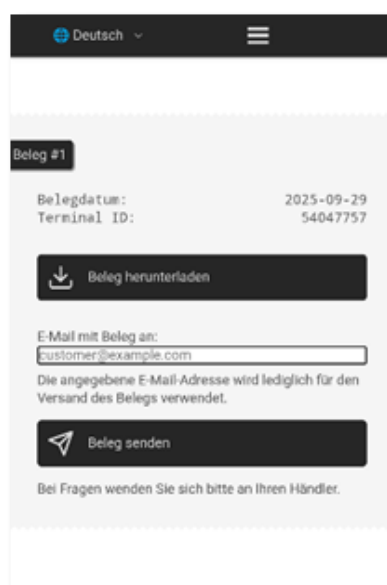 Deutsch
Beleg #1
Belegdatum: 2025-09-29
Terminal ID: 54047757
Beleg herunterladen
E-Mail mit Beleg an:
customer@example.com
Die angegebene E-Mail-Adresse wird lediglich für den
Versand des Belegs verwendet.
Beleg senden
Bei Fragen wenden Sie sich bitte an Ihren Händler.